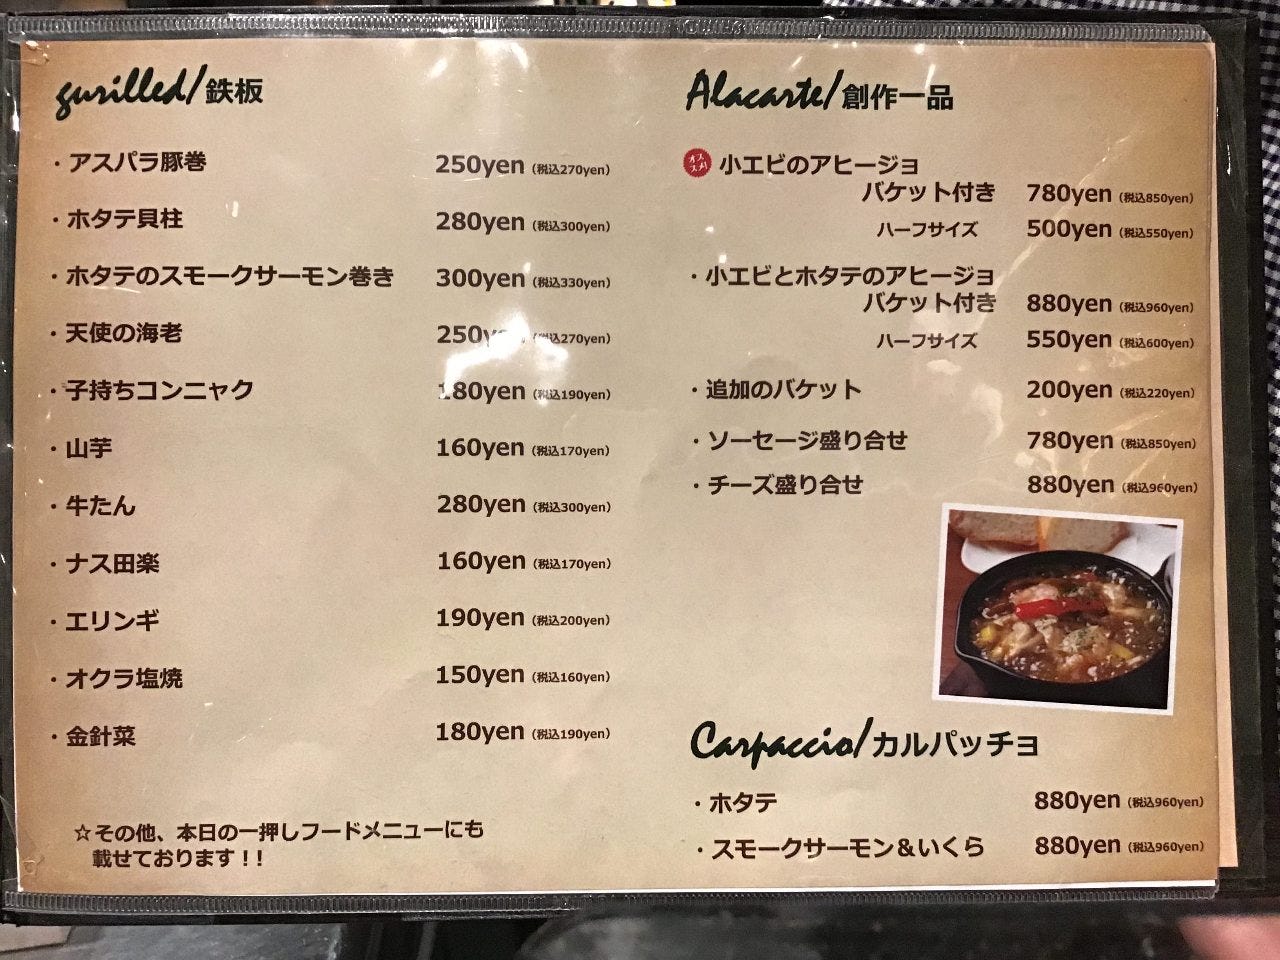 gurilled/鉄板
・アスパラ豚巻 250yen (税込270yen)
・ホタテ貝柱 280yen (税込300yen)
・ホタテのスモークサーモン巻き 300yen (税込330yen)
・天使の海老 250yen (税込270yen)
・子持ちコンニャク 180yen (税込190yen)
・山芋 160yen (税込170yen)
・牛たん 280yen (税込300yen)
・ナス田楽 160yen (税込170yen)
・エリンギ 190yen (税込200yen)
・オクラ塩焼 150yen (税込160yen)
・金針菜 180yen (税込190yen)
☆その他、本日の一押しフードメニューにも
載せております!!
Alacarte/創作一品
オス
スメ!
小エビのアヒージョ
バケット付き 780yen (税込850yen)
ハーフサイズ 500yen (税込550yen)
・小エビとホタテのアヒージョ
バケット付き 880yen (税込960yen)
ハーフサイズ 550yen (税込600yen)
・追加のバケット 200yen (税込220yen)
・ソーセージ盛り合せ 780yen (税込850yen)
・チーズ盛り合せ 880yen (税込960yen)
Carpaccio/カルパッチョ
・ホタテ 880yen (税込960yen)
・スモークサーモン&いくら 880yen (税込960yen)